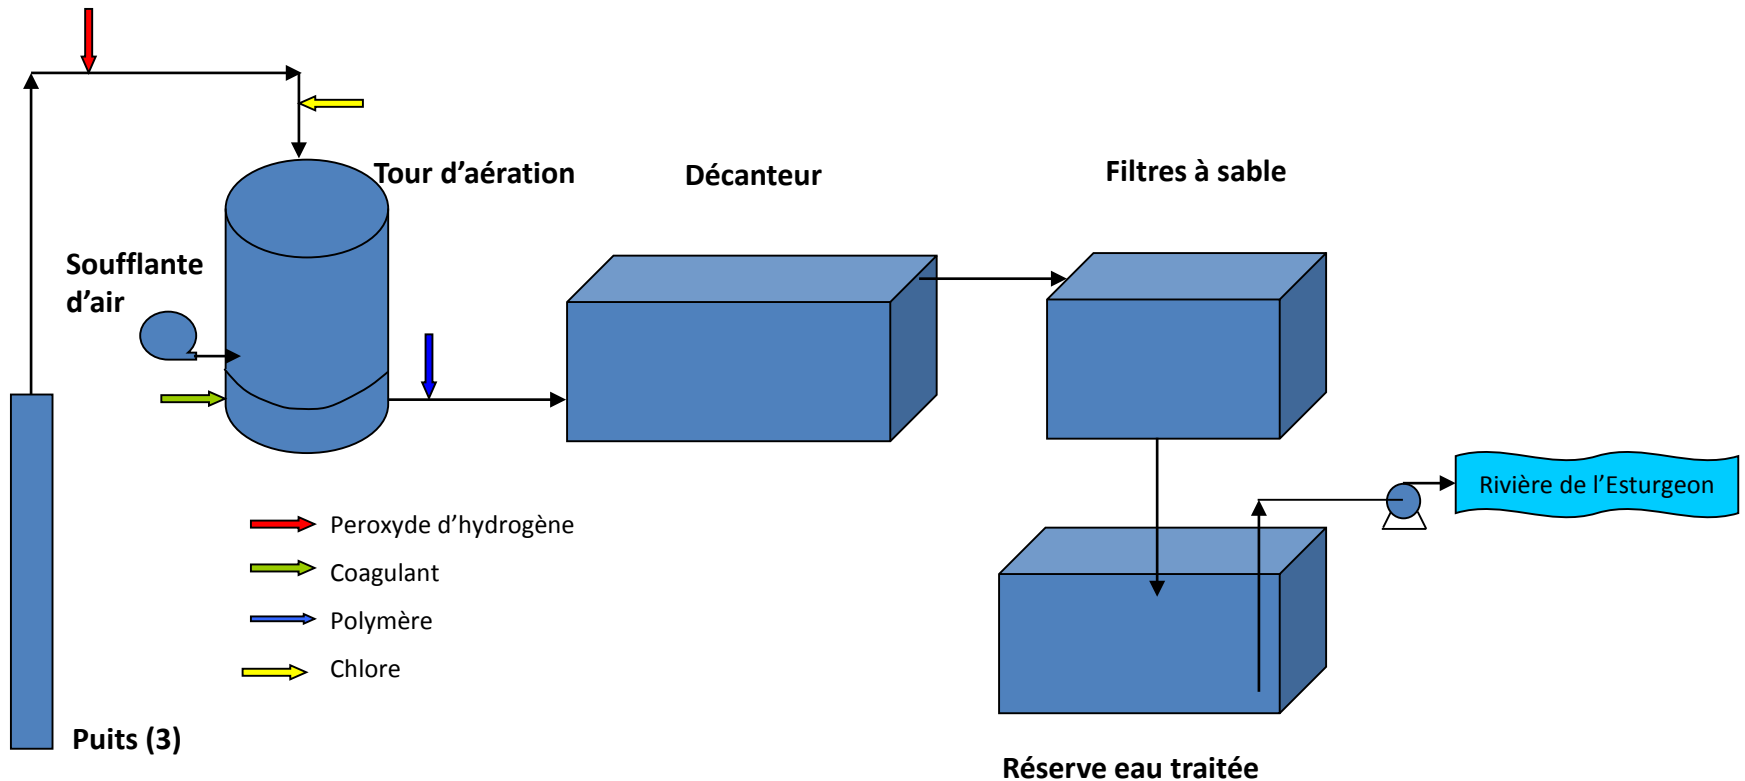 Tour d’aération
Décanteur
Filtres à sable
Soufflante
d’air
Rivière de l’Esturgeon
Peroxyde d’hydrogène
Coagulant
Polymère
Chlore
Puits (3)
Réserve eau traitée